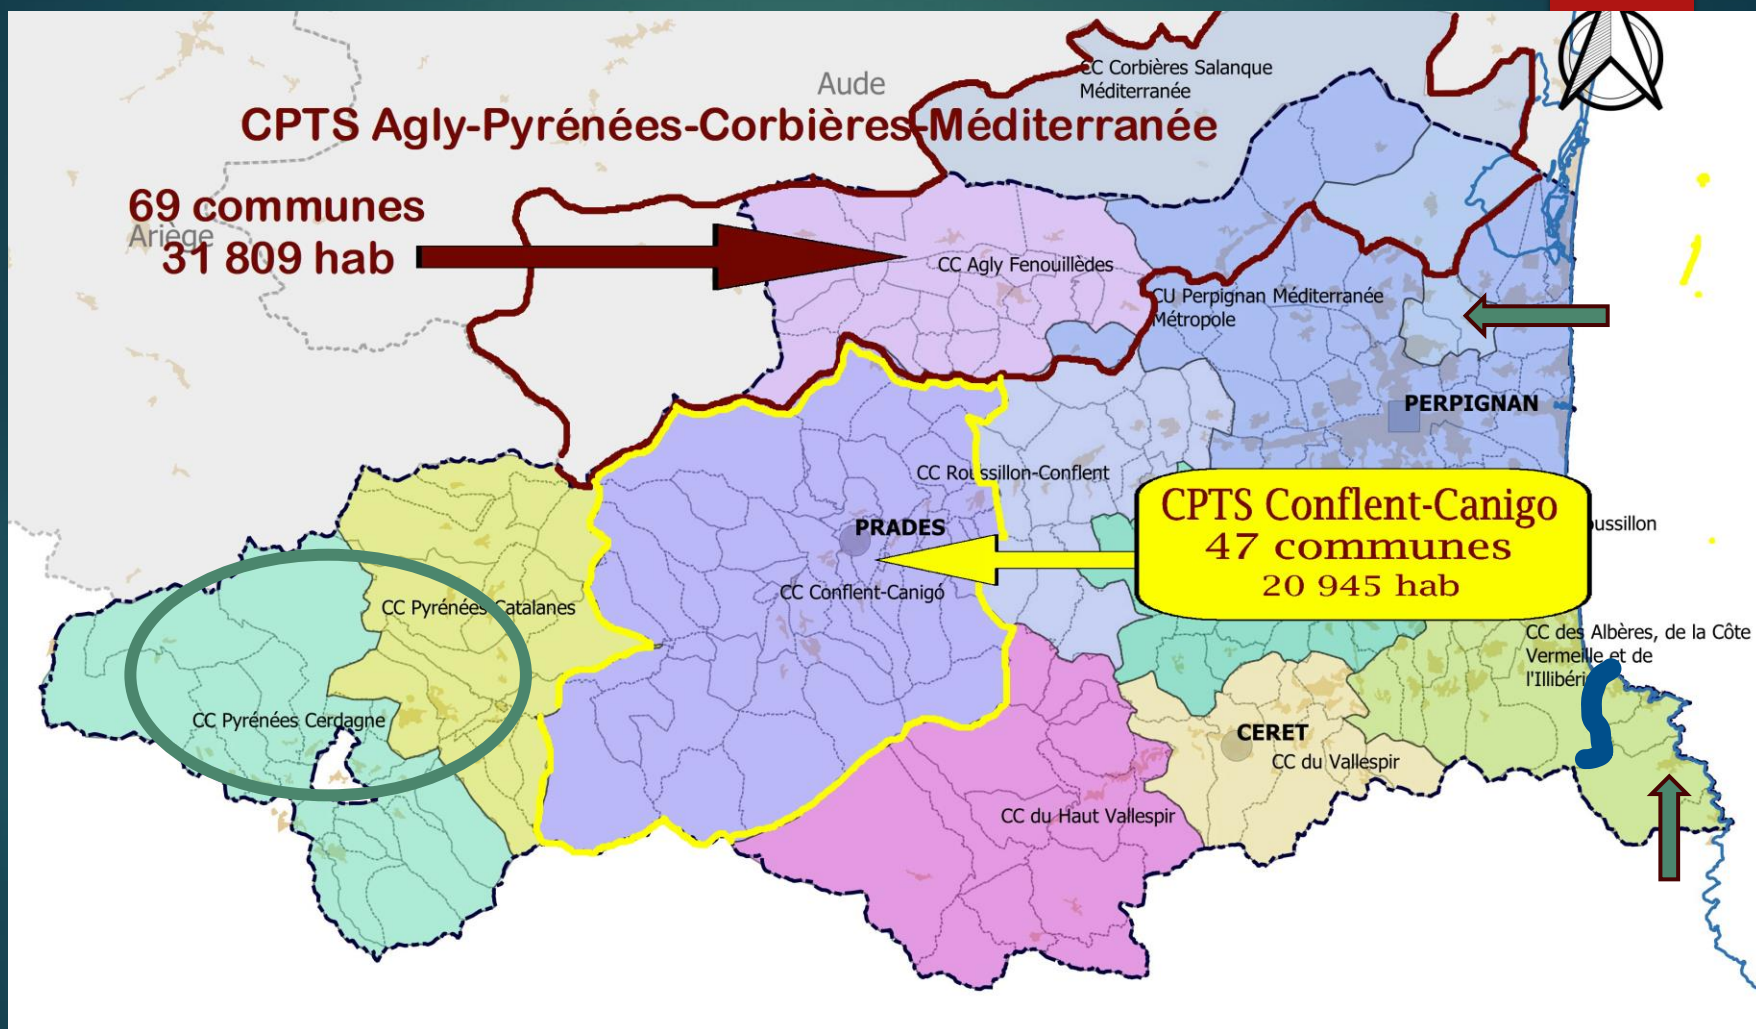 Aude
CC Corbières Salanque
Méditerranée
CPTS Agly-Pyrénées-Corbières-Méditerranée
69 communes
Ariège
31 809 hab
CC Agly Fenouillèdes
CU Perpignan Méditerranée
Métropole
PERPIGNAN
CC Roussillon-Conflent
PRADES
CPTS Conflent-Canigo
47 communes
20 945 hab
oussillon
CC Conflent-Canigó
CC Pyrénées Catalanes
CC des Albères, de la Côte
Vermeille et de
l'Illibéri
CC Pyrénées Cerdagne
CERET
CC du Vallespir
CC du Haut Vallespir